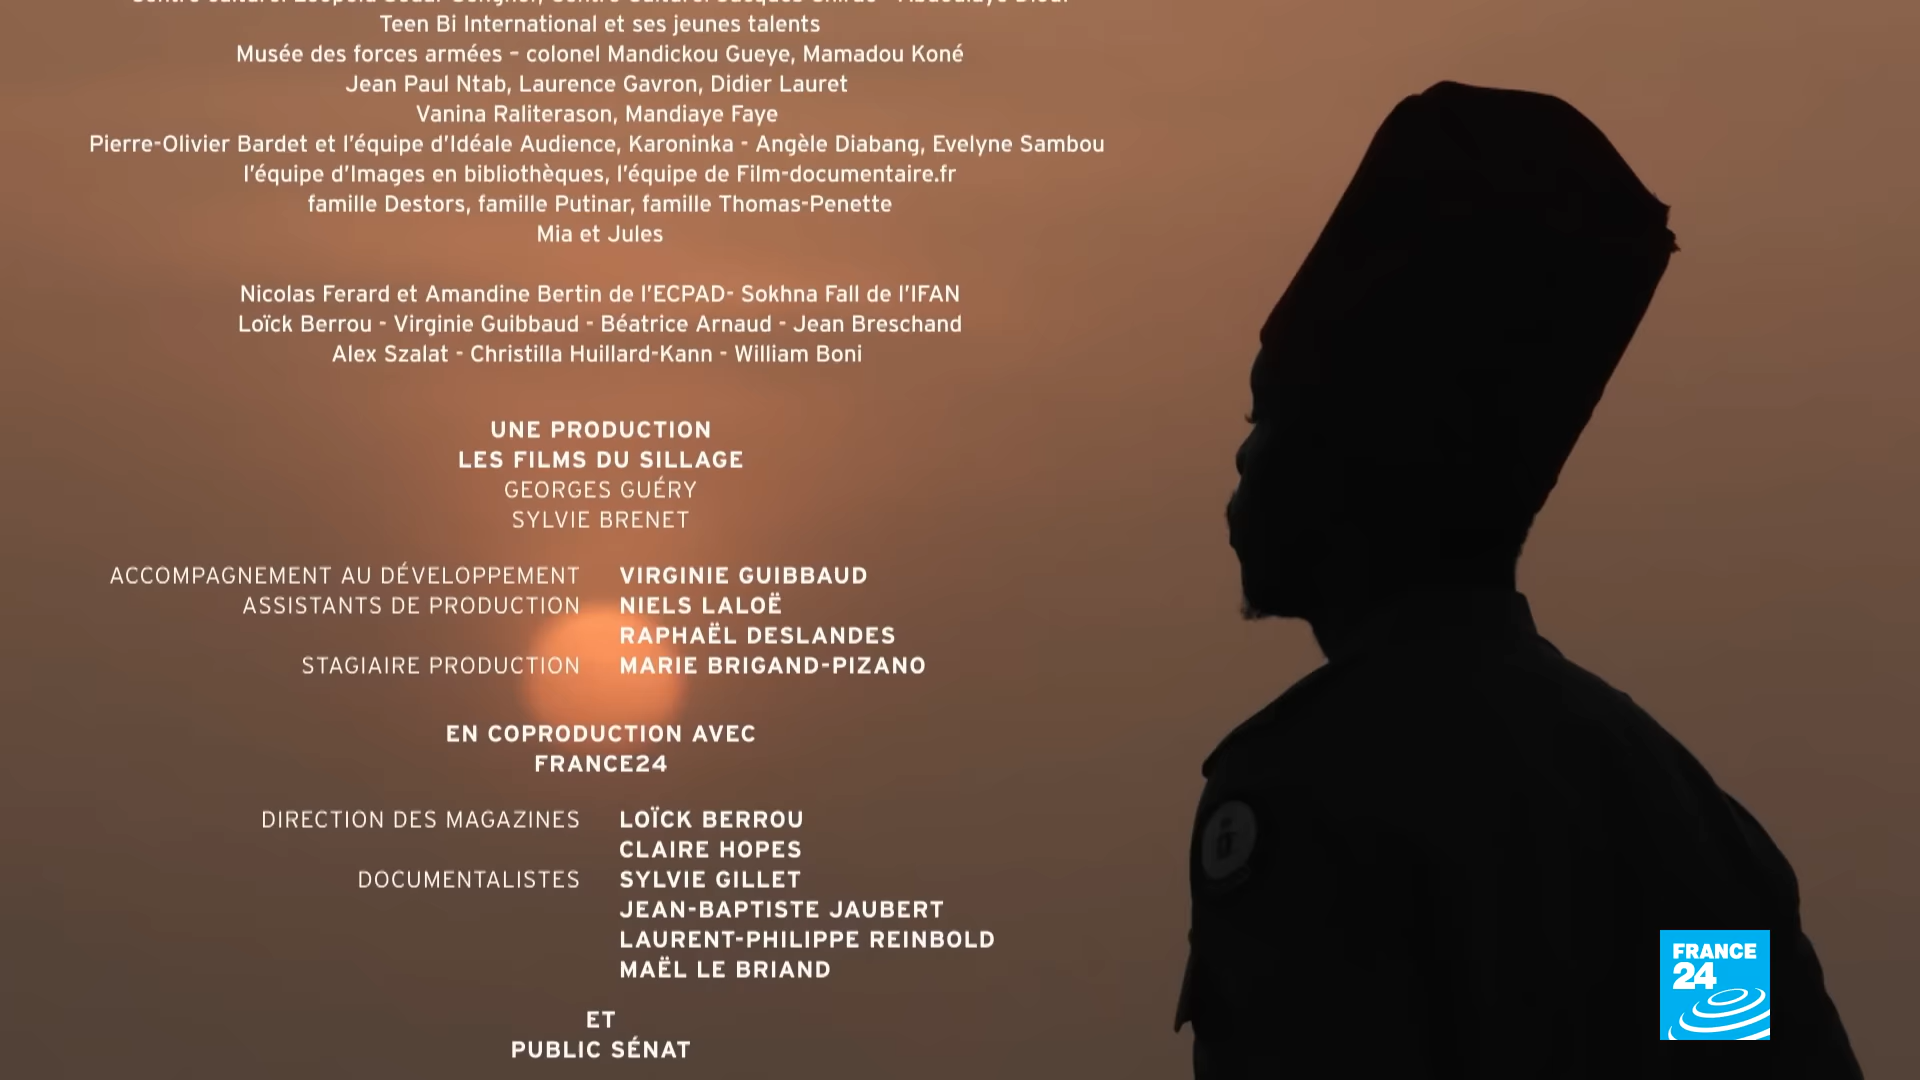 Teen Bi International et ses jeunes talents
Musée des forces armées – colonel Mandickou Gueye, Mamadou Koné
Jean Paul Ntab, Laurence Gavron, Didier Lauret
Vanina Raliterason, Mandiaye Faye
Pierre-Olivier Bardet et l’équipe d’Idéale Audience, Karoninka - Angèle Diabang, Evelyne Sambou
l’équipe d’Images en bibliothèques, l’équipe de Film-documentaire.fr
famille Destors, famille Putinar, famille Thomas-Penette
Mia et Jules
Nicolas Ferard et Amandine Bertin de l’ECPAD- Sokhna Fall de l’IFAN
Loïck Berrou - Virginie Guibbaud - Béatrice Arnaud - Jean Breschand
Alex Szalat - Christilla Huillard-Kann - William Boni
UNE PRODUCTION
LES FILMS DU SILLAGE
GEORGES GUÉRY
SYLVIE BRENET
ACCOMPAGNEMENT AU DÉVELOPPEMENT VIRGINIE GUIBBAUD
ASSISTANTS DE PRODUCTION NIELS LALOË
RAPHAËL DESLANDES
STAGIAIRE PRODUCTION MARIE BRIGAND-PIZANO
EN COPRODUCTION AVEC
FRANCE24
DIRECTION DES MAGAZINES LOÏCK BERROU
CLAIRE HOPES
DOCUMENTALISTES SYLVIE GILLET
JEAN-BAPTISTE JAUBERT
LAURENT-PHILIPPE REINBOLD
MAËL LE BRIAND
ET
PUBLIC SÉNAT
FRANCE
24